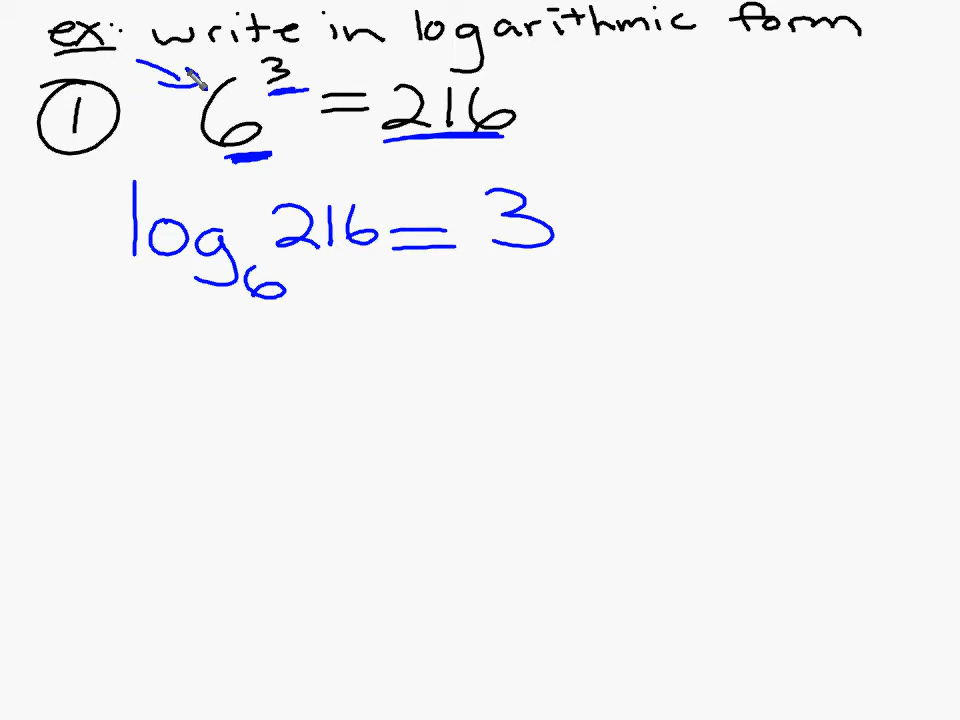 ex: write in logarithmic form
① 6³ = 216
log₆ 216 = 3